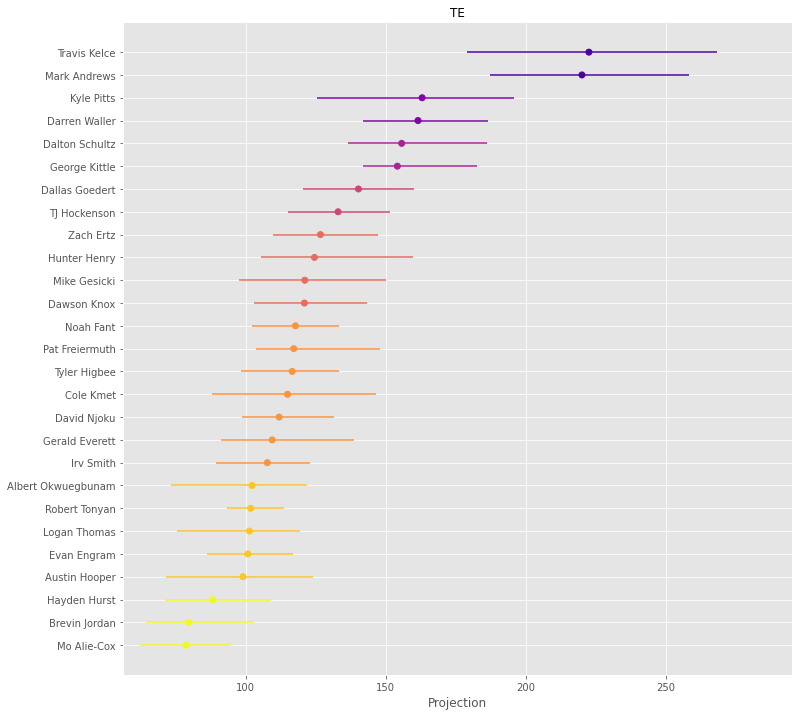 TE
Travis Kelce
Mark Andrews
Kyle Pitts
Darren Waller
Dalton Schultz
George Kittle
Dallas Goedert
TJ Hockenson
Zach Ertz
Hunter Henry
Mike Gesicki
Dawson Knox
Noah Fant
Pat Freiermuth
Tyler Higbee
Cole Kmet
David Njoku
Gerald Everett
Irv Smith
Albert Okwuegbunam
Robert Tonyan
Logan Thomas
Evan Engram
Austin Hooper
Hayden Hurst
Brevin Jordan
Mo Alie-Cox
100 150 200 250
Projection